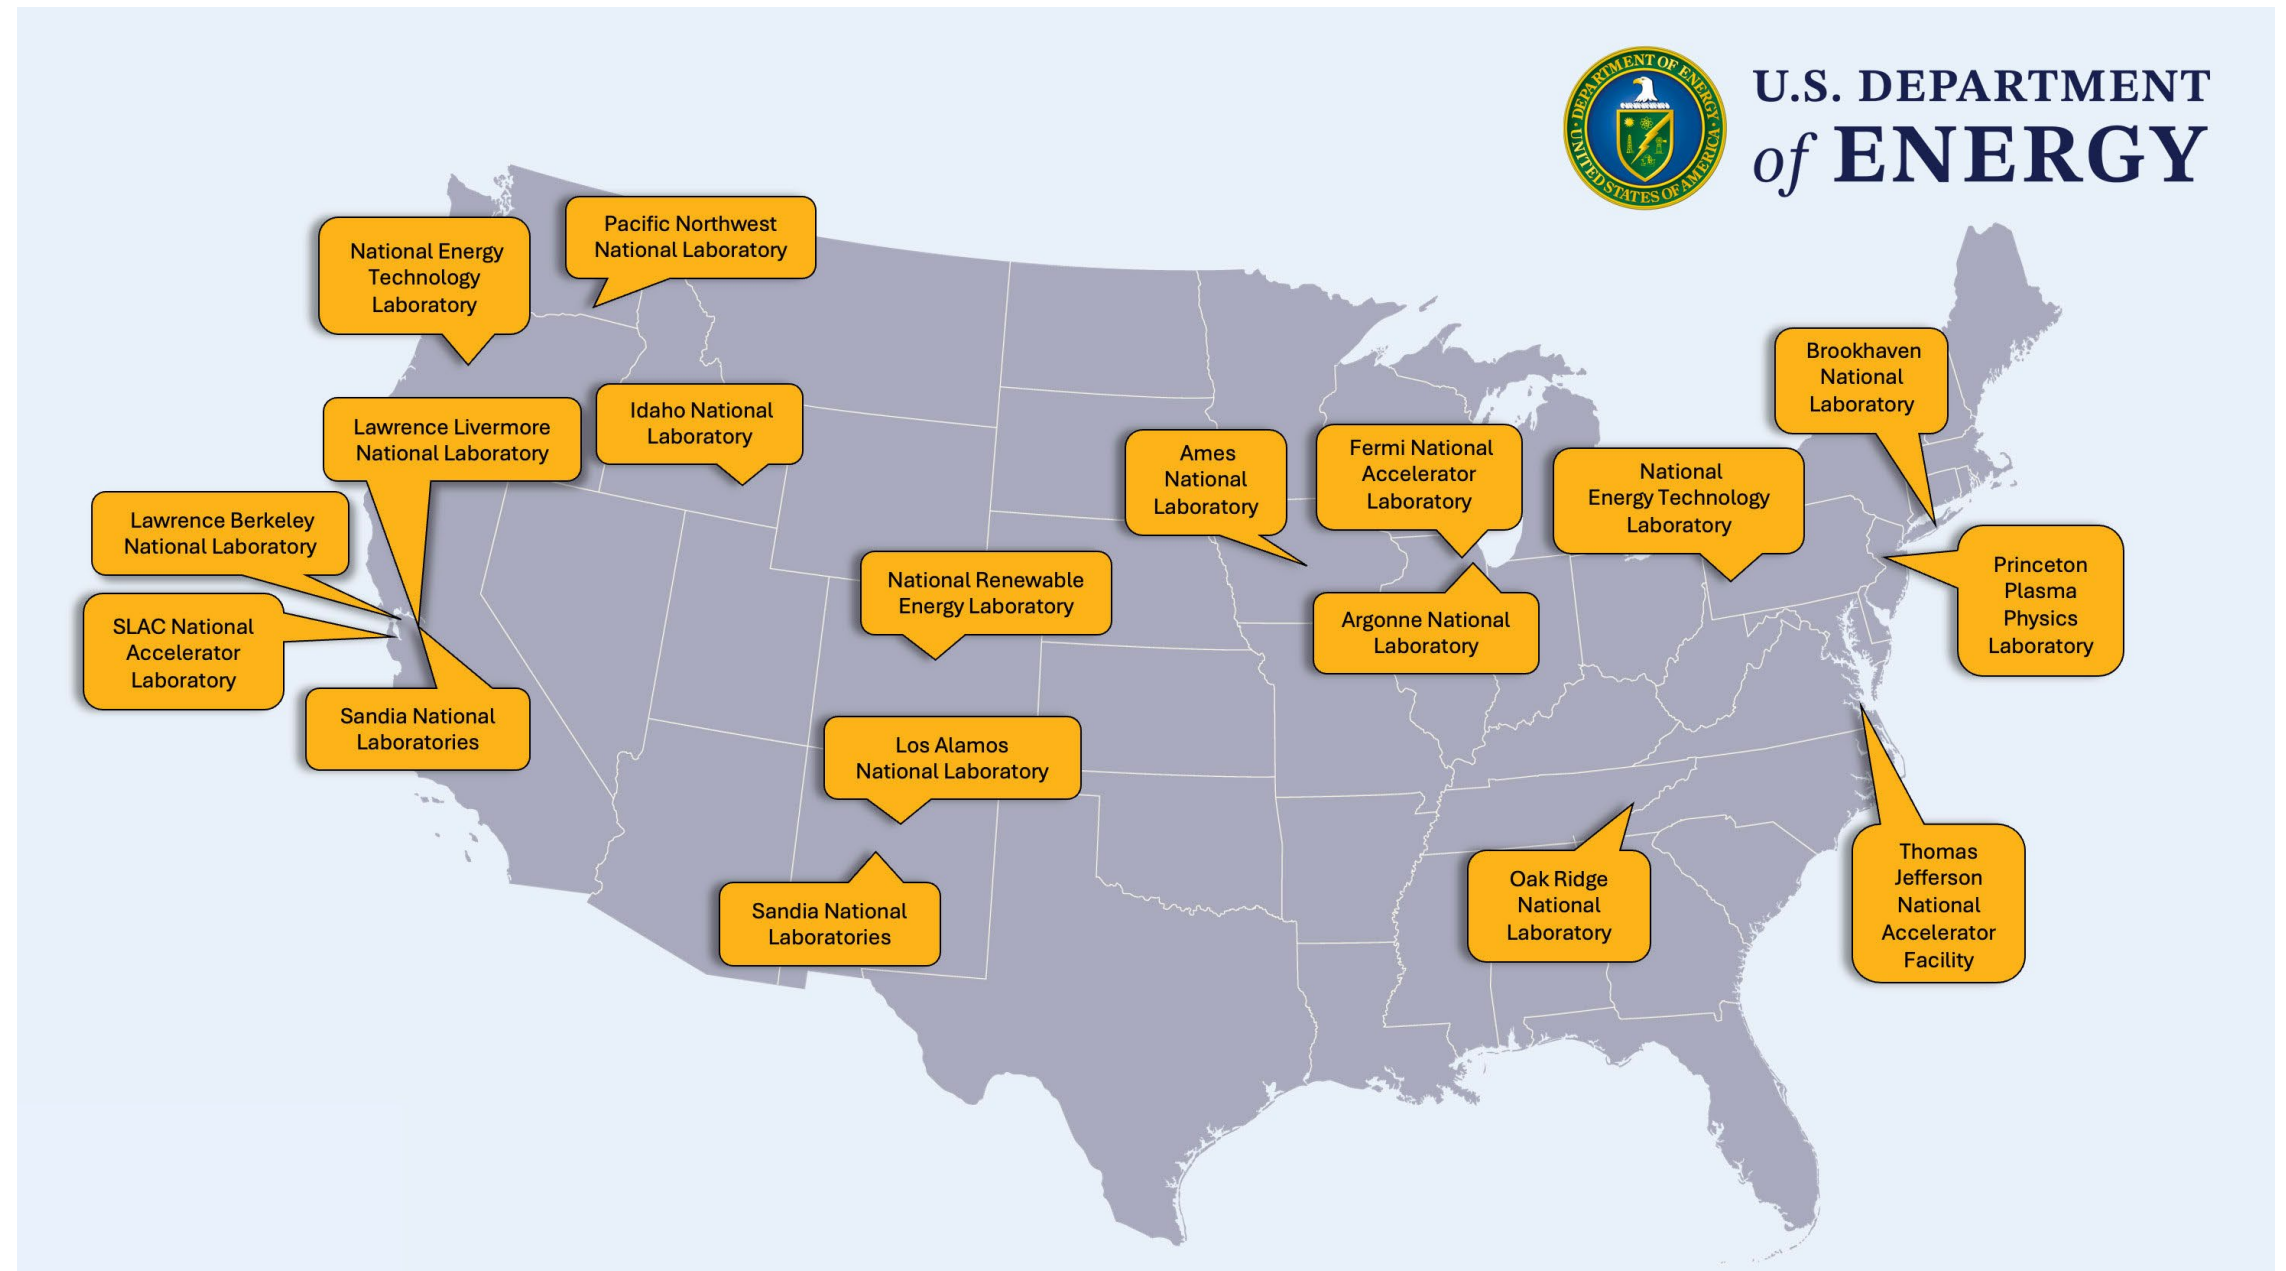 DEPARTMENT OF ENERGY
UNITED STATES OF AMERICA
U.S. DEPARTMENT
of ENERGY
Pacific Northwest
National Laboratory
National Energy
Technology
Laboratory
Brookhaven
National
Laboratory
Idaho National
Laboratory
Lawrence Livermore
National Laboratory
Ames
National
Laboratory
Fermi National
Accelerator
Laboratory
National
Energy Technology
Laboratory
Lawrence Berkeley
National Laboratory
Princeton
Plasma
Physics
Laboratory
National Renewable
Energy Laboratory
SLAC National
Accelerator
Laboratory
Argonne National
Laboratory
Sandia National
Laboratories
Los Alamos
National Laboratory
Thomas
Jefferson
National
Accelerator
Facility
Oak Ridge
National
Laboratory
Sandia National
Laboratories